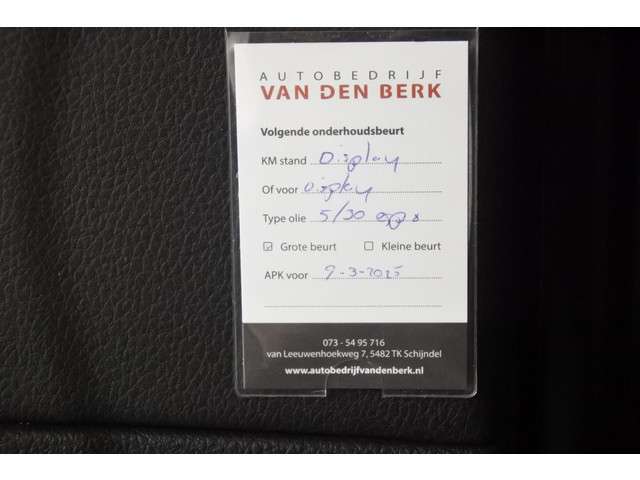 AUTOBEDRIJF
VAN DEN BERK
Volgende onderhoudsbeurt
KM stand Display
Of voor Display
Type olie 5/30
Grote beurt Kleine beurt
APK voor 9-3-2025
073 - 54 95 716
van Leeuwenhoekweg 7, 5482 TK Schijndel
www.autobedrijfvandenberk.nl